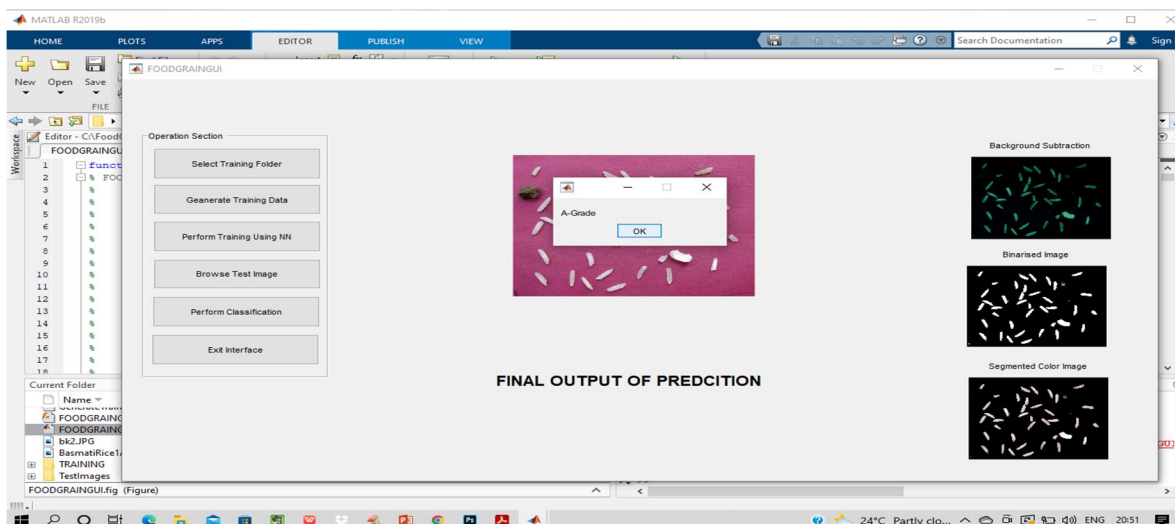 MATLAB R2019b
HOME PLOTS APPS EDITOR PUBLISH VIEW
Search Documentation
Sign
New Open Save
FILE
FOODGRAINGUI
Workspace
Editor - C:\Food
FOODGRAINGU
1 funct
2 % FOO
3 %
4 %
5 %
6 %
7 %
8 %
9 %
10 %
11 %
12 %
13 %
14 %
15 %
16 %
17 %
18 %
Operation Section
Select Training Folder
Geanerate Training Data
Perform Training Using NN
Browse Test Image
Perform Classification
Exit Interface
A-Grade
OK
FINAL OUTPUT OF PREDCITION
Background Subtraction
Binarised Image
Segmented Color Image
Current Folder
Name
FOODGRAING
FOODGRAING
bk2.JPG
BasmatiRice1
TRAINING
TestImages
FOODGRAINGUI.fig (Figure)
24°C Partly clo... ENG 20:51